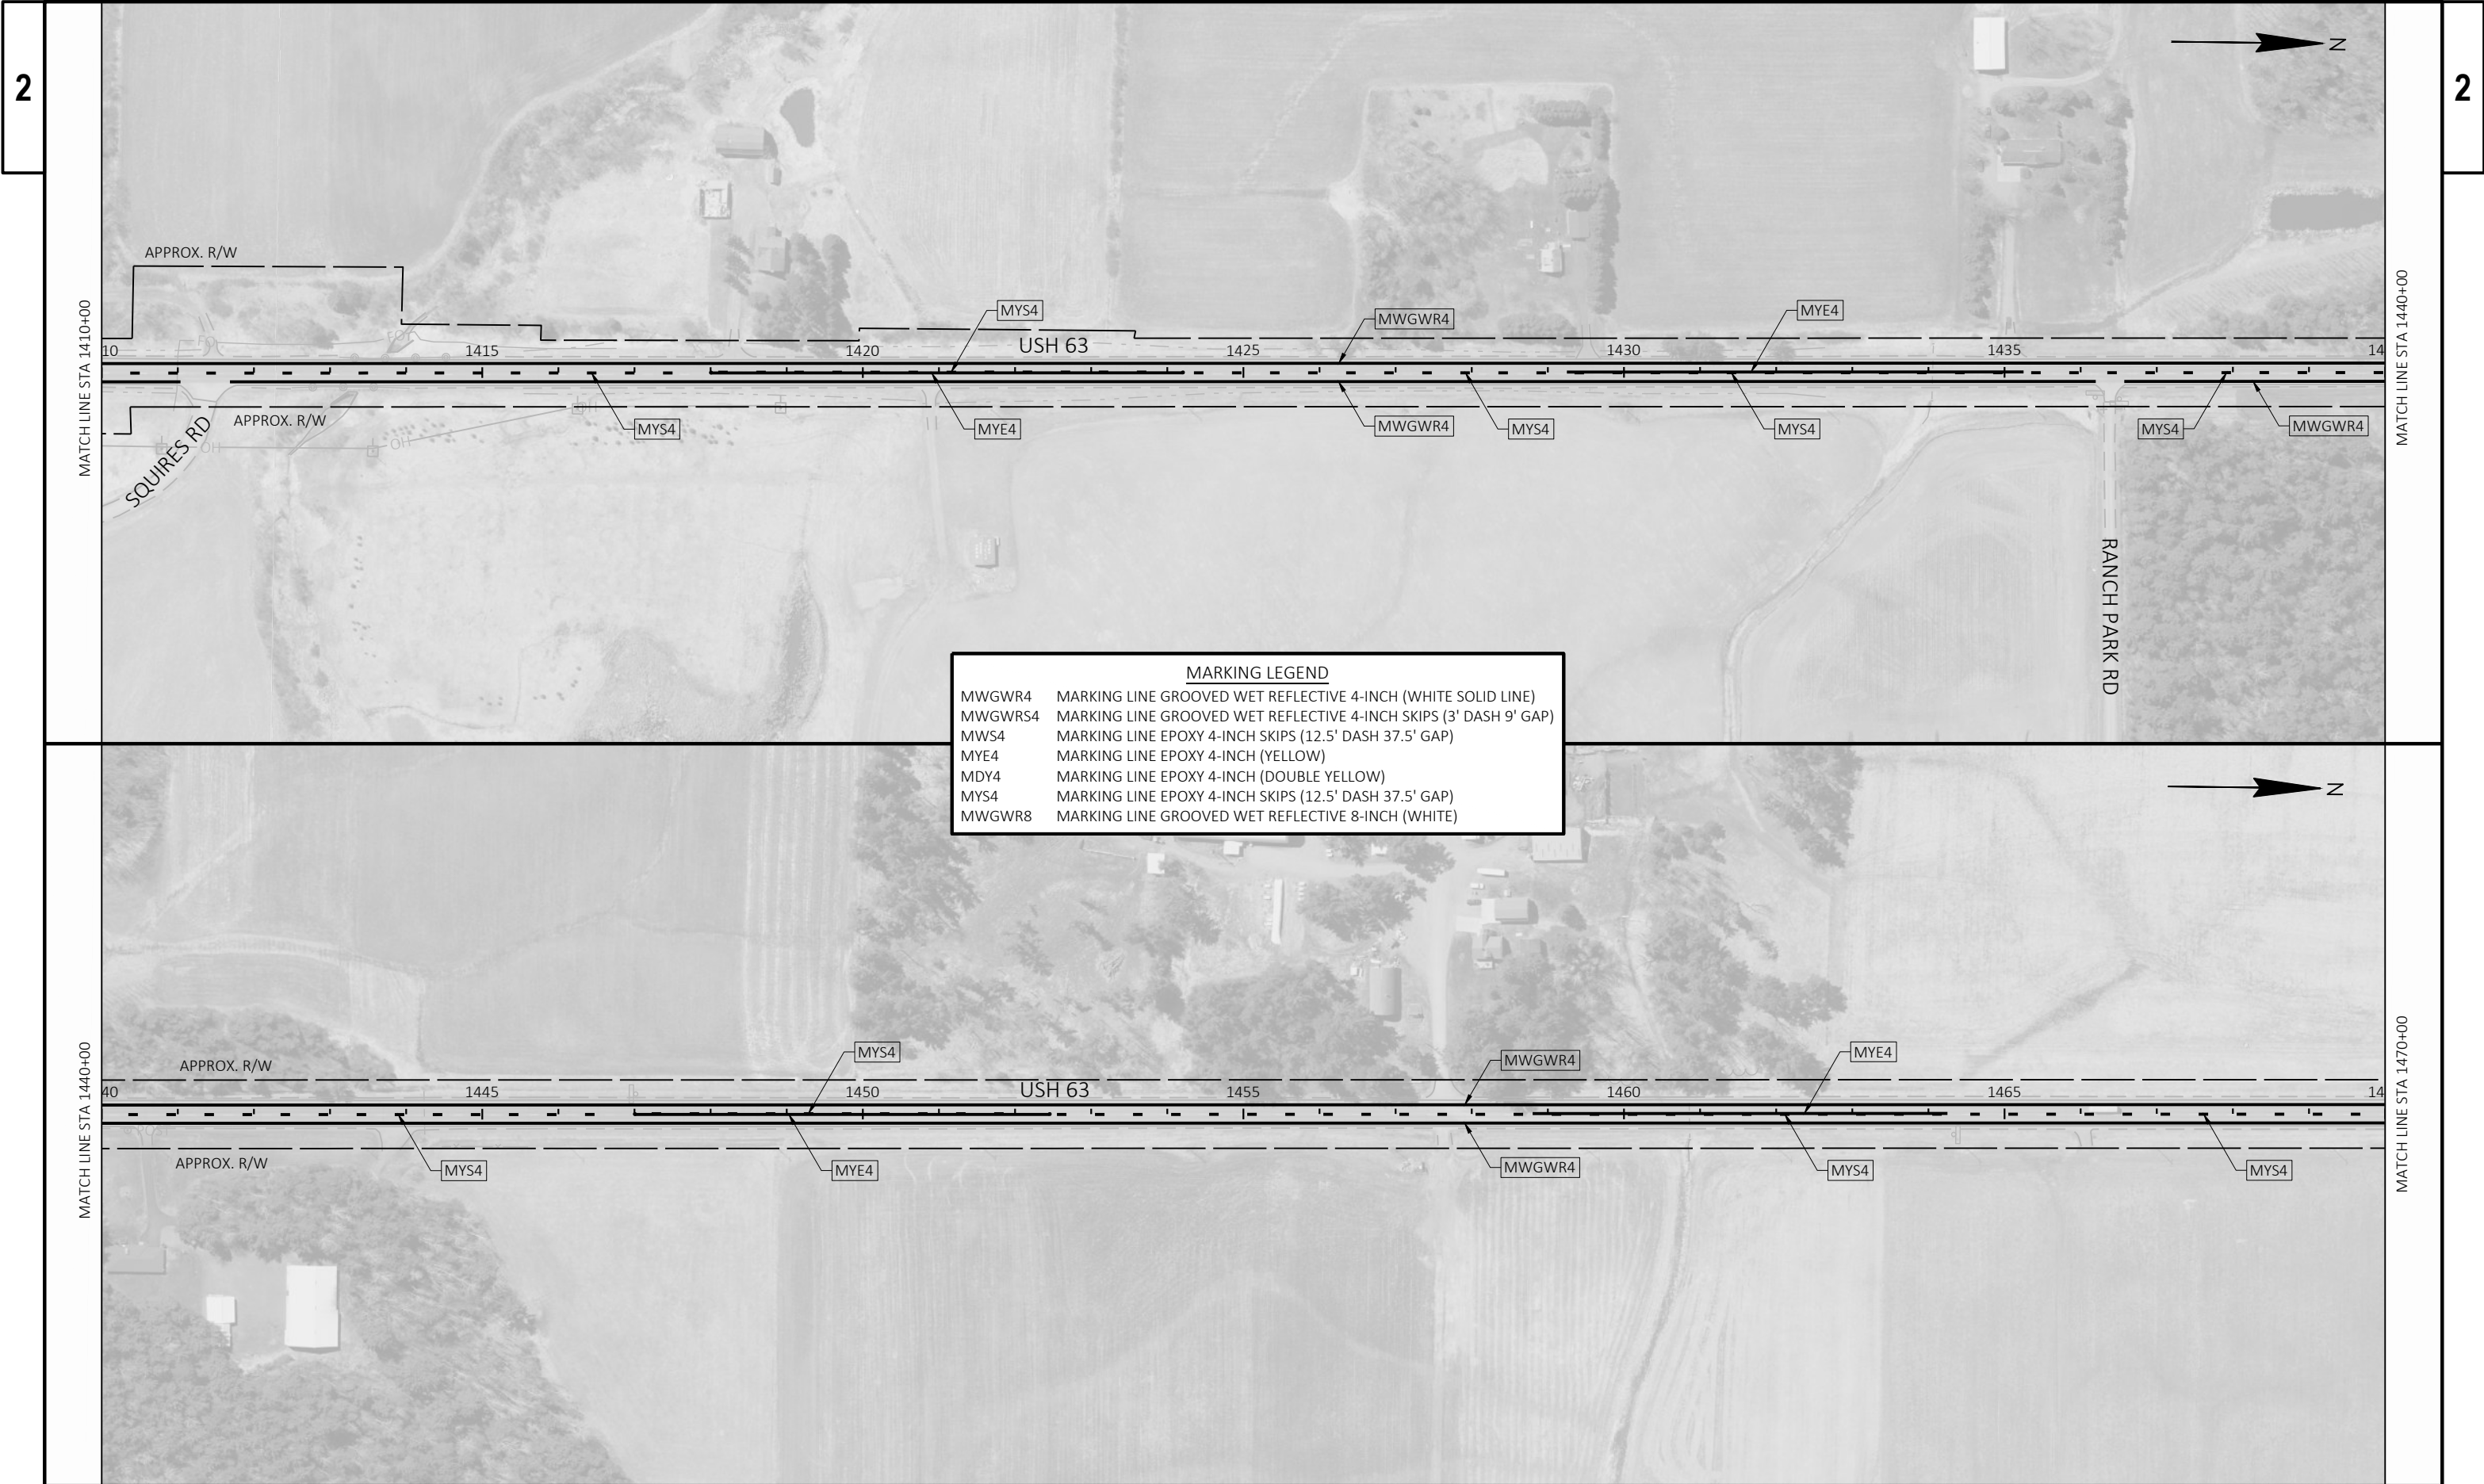 2
2
N
APPROX. R/W
MATCH LINE STA 1410+00
MATCH LINE STA 1440+00
MYS4
MWGWR4
MYE4
10
1415
1420
USH 63
1425
1430
1435
14
APPROX. R/W
MYS4
MYE4
MWGWR4
MYS4
MYS4
MYS4
MWGWR4
OH
OH
SQUIRES RD
RANCH PARK RD
MARKING LEGEND
MWGWR4 MARKING LINE GROOVED WET REFLECTIVE 4-INCH (WHITE SOLID LINE)
MWGWRS4 MARKING LINE GROOVED WET REFLECTIVE 4-INCH SKIPS (3' DASH 9' GAP)
MWS4 MARKING LINE EPOXY 4-INCH SKIPS (12.5' DASH 37.5' GAP)
MYE4 MARKING LINE EPOXY 4-INCH (YELLOW)
MDY4 MARKING LINE EPOXY 4-INCH (DOUBLE YELLOW)
MYS4 MARKING LINE EPOXY 4-INCH SKIPS (12.5' DASH 37.5' GAP)
MWGWR8 MARKING LINE GROOVED WET REFLECTIVE 8-INCH (WHITE)
N
MATCH LINE STA 1440+00
MATCH LINE STA 1470+00
APPROX. R/W
MYS4
MWGWR4
MYE4
40
1445
1450
USH 63
1455
1460
1465
14
APPROX. R/W
MYS4
MYE4
MWGWR4
MYS4
MYS4